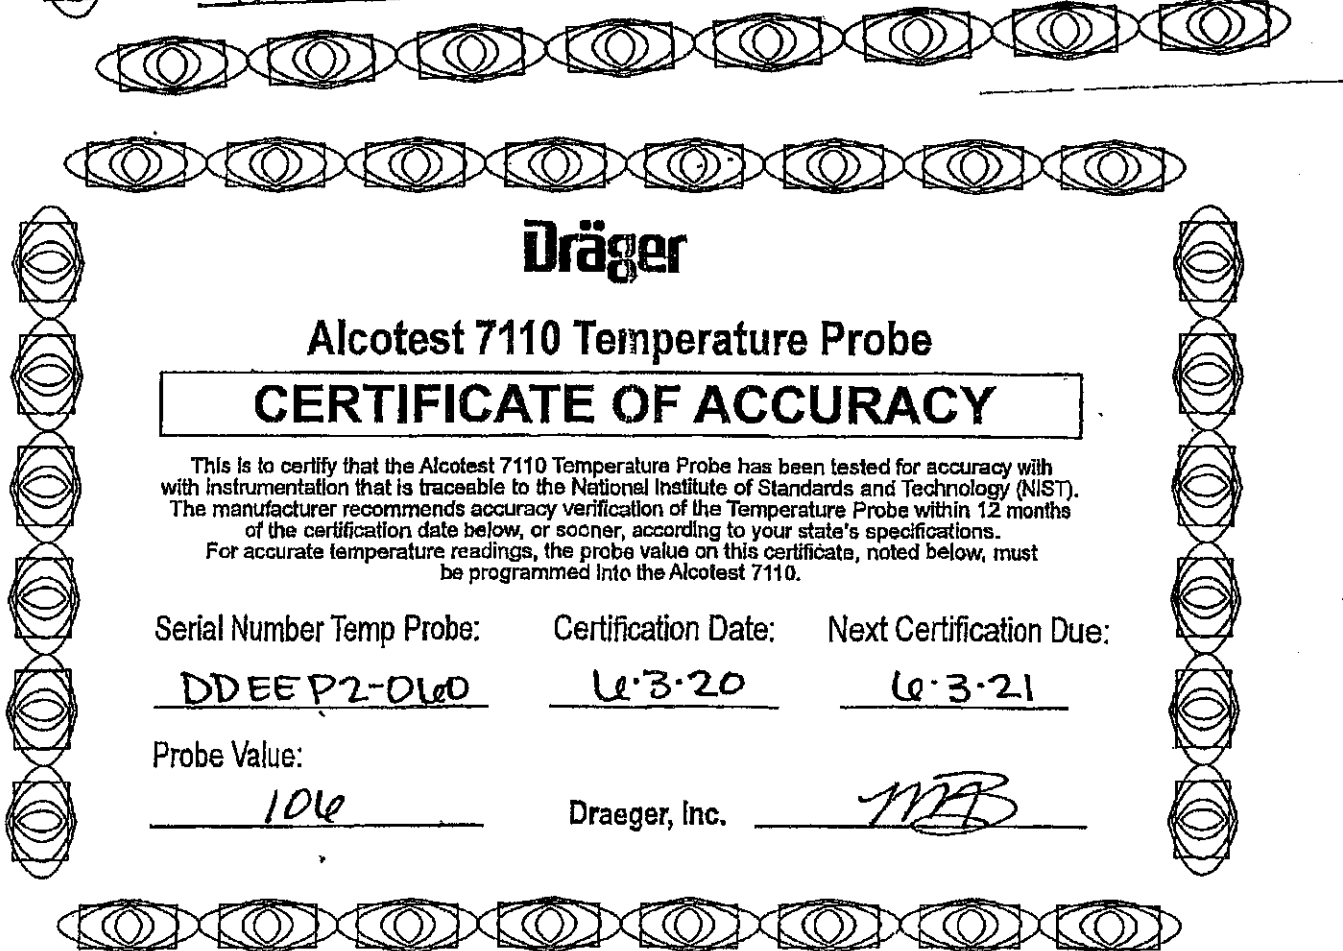 Dräger
Alcotest 7110 Temperature Probe
CERTIFICATE OF ACCURACY
This is to certify that the Alcotest 7110 Temperature Probe has been tested for accuracy with
with instrumentation that is traceable to the National Institute of Standards and Technology (NIST).
The manufacturer recommends accuracy verification of the Temperature Probe within 12 months
of the certification date below, or sooner, according to your state's specifications.
For accurate temperature readings, the probe value on this certificate, noted below, must
be programmed into the Alcotest 7110.
Serial Number Temp Probe: Certification Date: Next Certification Due:
DDEEP2-060 6·3·20 6·3·21
Probe Value:
106 Draeger, Inc.